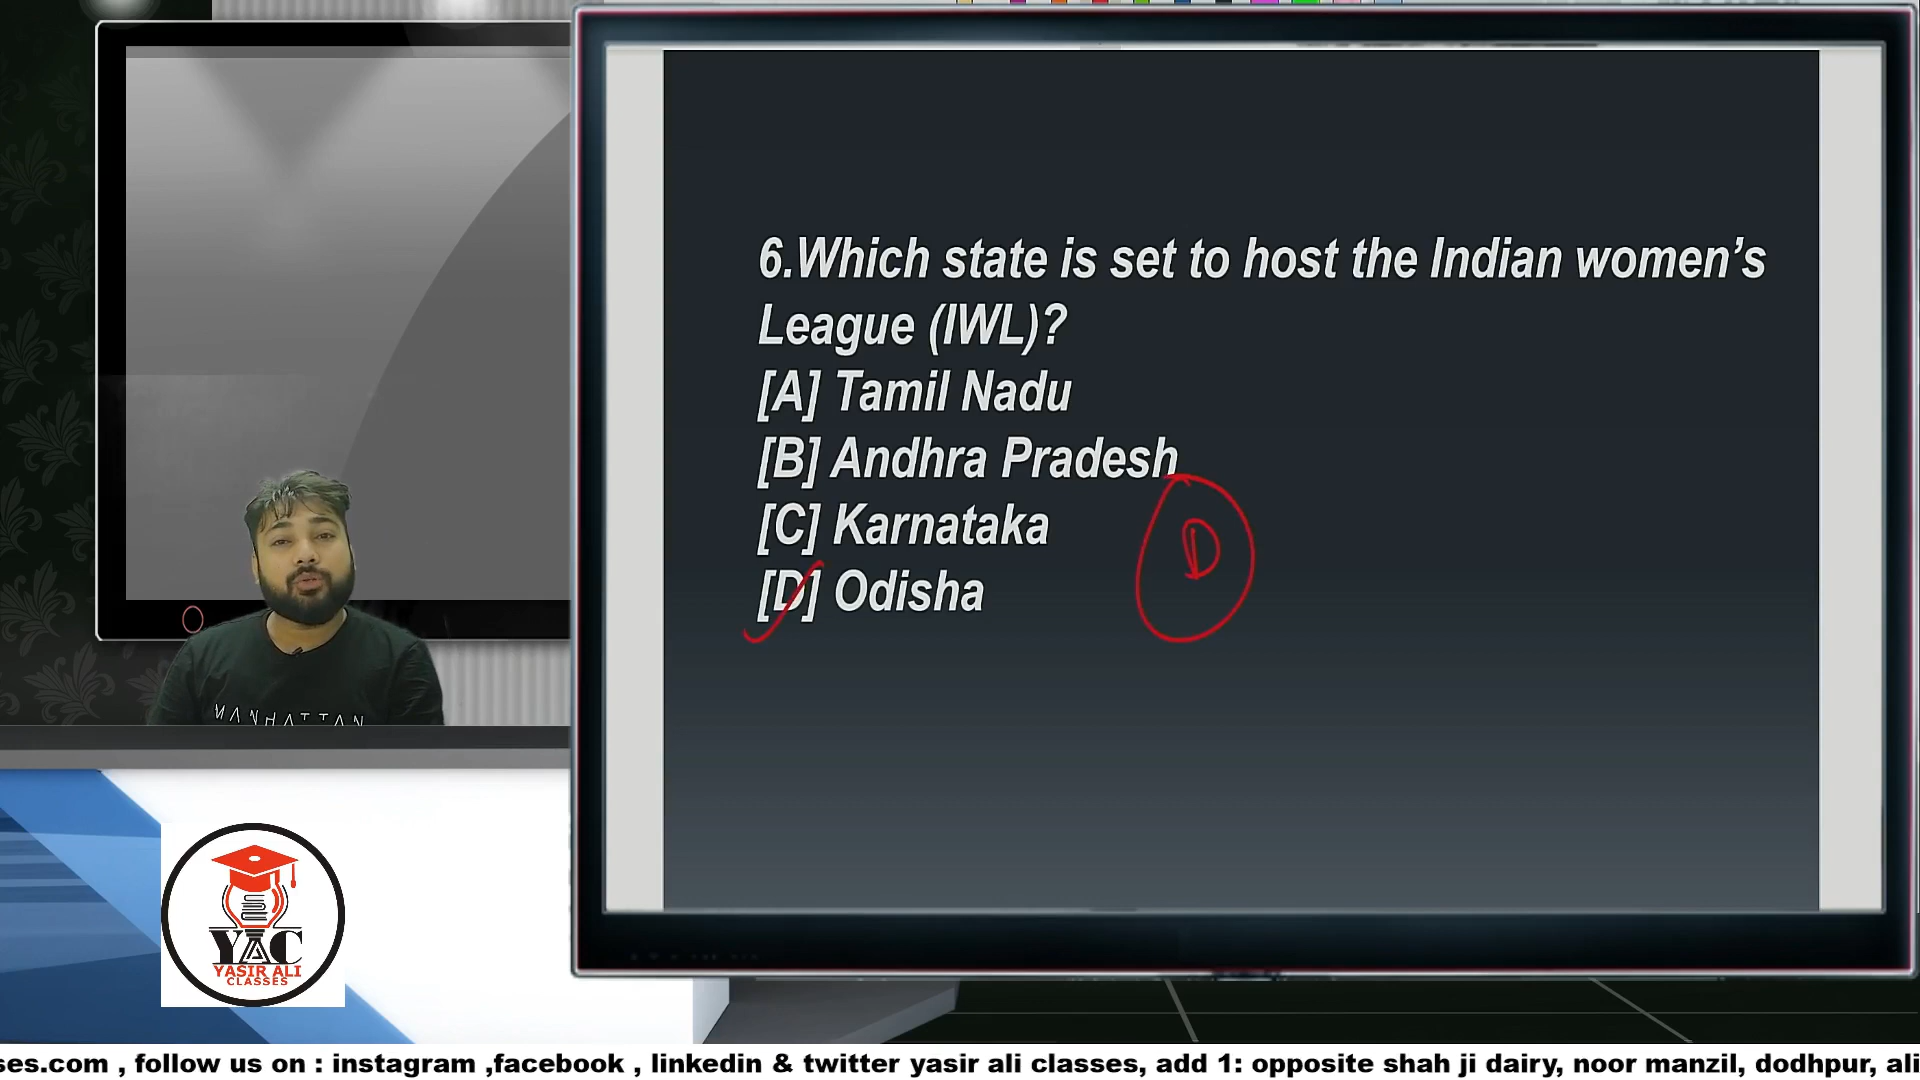 6.Which state is set to host the Indian women’s
League (IWL)?
[A] Tamil Nadu
[B] Andhra Pradesh
[C] Karnataka
[D] Odisha
D
MANHATTAN
YAC
YASIR ALI
CLASSES
ses.com , follow us on : instagram ,facebook , linkedin & twitter yasir ali classes, add 1: opposite shah ji dairy, noor manzil, dodhpur, ali